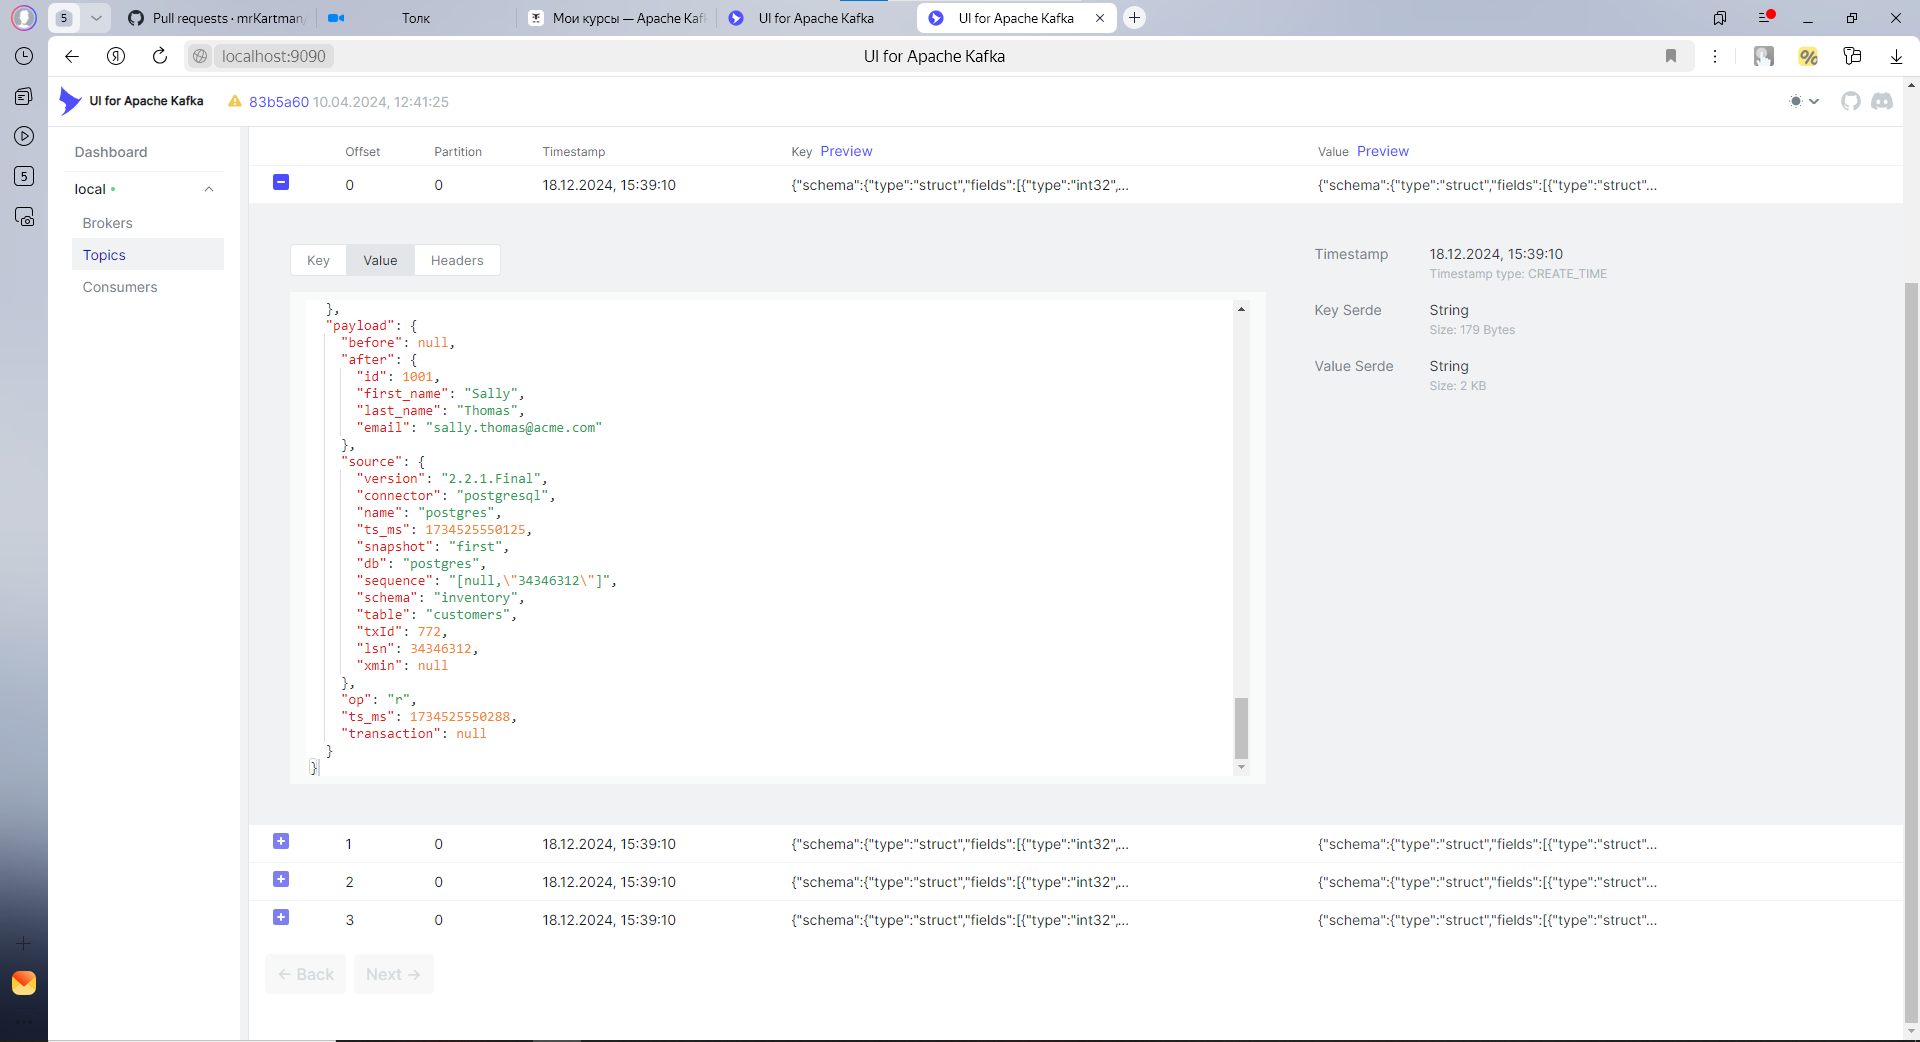 5
Pull requests · mrKartman
Толк
Мои курсы — Apache Kaf
UI for Apache Kafka
UI for Apache Kafka
localhost:9090
UI for Apache Kafka
UI for Apache Kafka
83b5a60 10.04.2024, 12:41:25
5
Dashboard
local
Brokers
Topics
Consumers
Offset Partition Timestamp Key Preview Value Preview
0 0 18.12.2024, 15:39:10 {"schema":{"type":"struct","fields":[{"type":"int32",... {"schema":{"type":"struct","fields":[{"type":"struct"...
Key Value Headers
},
"payload": {
"before": null,
"after": {
"id": 1001,
"first_name": "Sally",
"last_name": "Thomas",
"email": "sally.thomas@acme.com"
},
"source": {
"version": "2.2.1.Final",
"connector": "postgresql",
"name": "postgres",
"ts_ms": 1734525550125,
"snapshot": "first",
"db": "postgres",
"sequence": "[null,\"34346312\"]",
"schema": "inventory",
"table": "customers",
"txId": 772,
"lsn": 34346312,
"xmin": null
},
"op": "r",
"ts_ms": 1734525550288,
"transaction": null
}
}
Timestamp 18.12.2024, 15:39:10
Timestamp type: CREATE_TIME
Key Serde String
Size: 179 Bytes
Value Serde String
Size: 2 KB
1 0 18.12.2024, 15:39:10 {"schema":{"type":"struct","fields":[{"type":"int32",... {"schema":{"type":"struct","fields":[{"type":"struct"...
2 0 18.12.2024, 15:39:10 {"schema":{"type":"struct","fields":[{"type":"int32",... {"schema":{"type":"struct","fields":[{"type":"struct"...
3 0 18.12.2024, 15:39:10 {"schema":{"type":"struct","fields":[{"type":"int32",... {"schema":{"type":"struct","fields":[{"type":"struct"...
← Back Next →